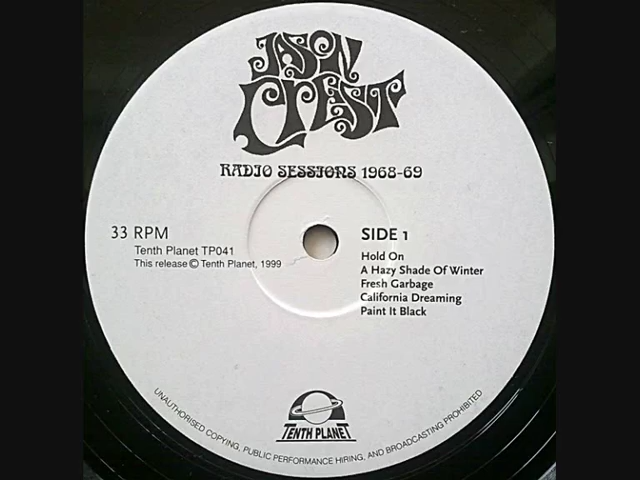 JASON
CREST
RADIO SESSIONS 1968-69
33 RPM
Tenth Planet TP041
This release © Tenth Planet, 1999
SIDE 1
Hold On
A Hazy Shade Of Winter
Fresh Garbage
California Dreaming
Paint It Black
TENTH PLANET
UNAUTHORISED COPYING, PUBLIC PERFORMANCE HIRING, AND BROADCASTING PROHIBITED